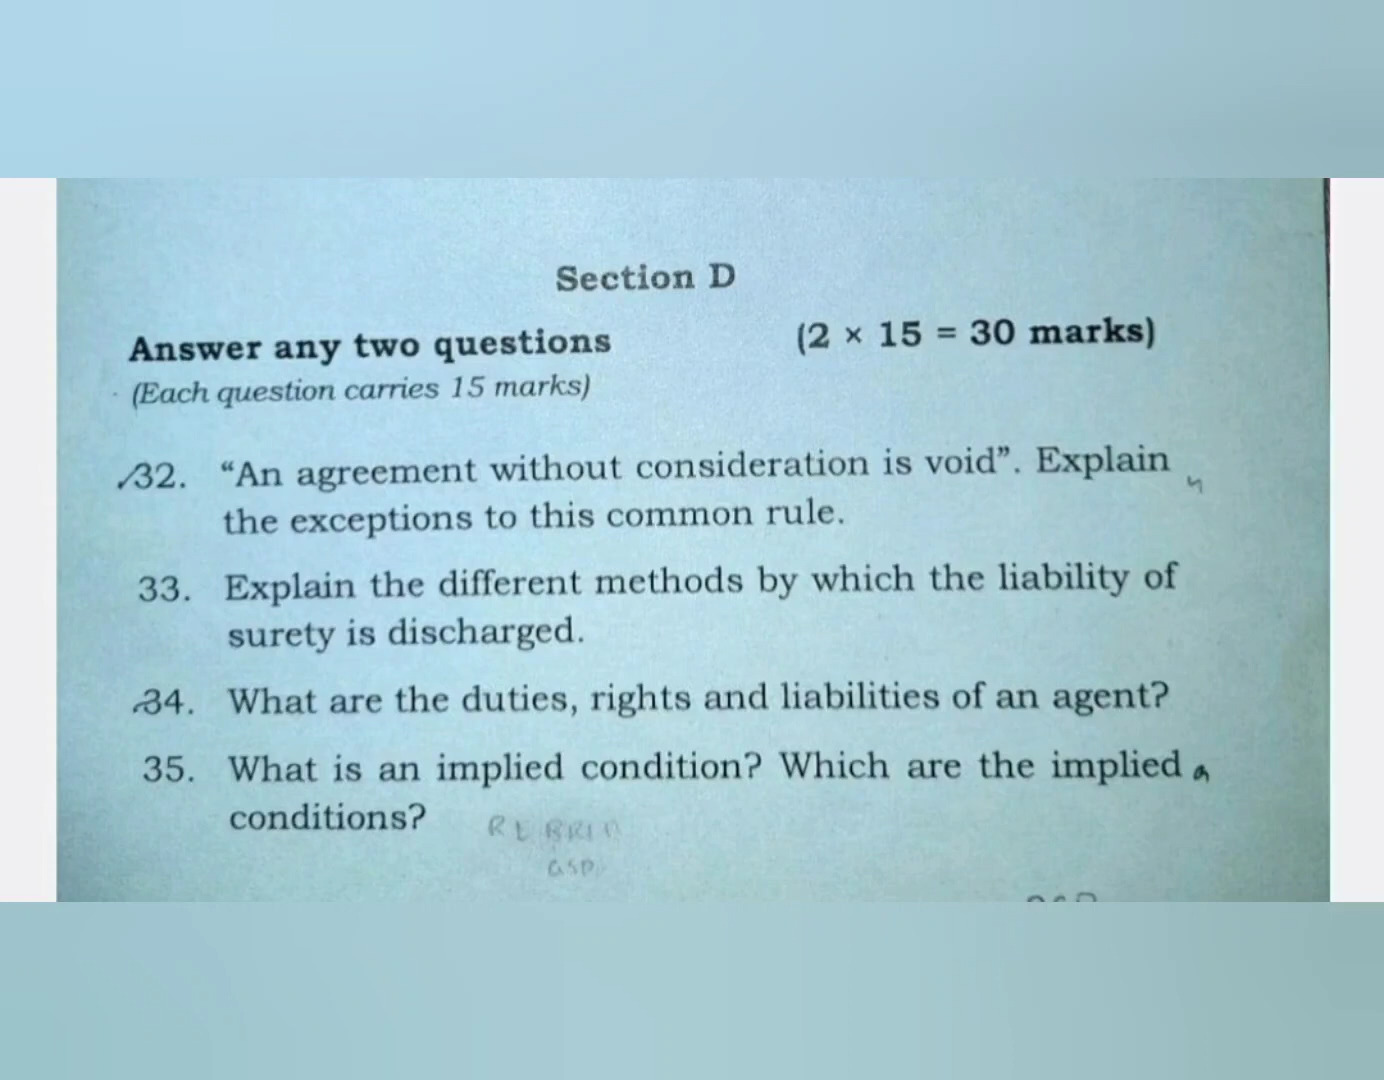 Section D
Answer any two questions (2 × 15 = 30 marks)
(Each question carries 15 marks)
32. “An agreement without consideration is void”. Explain
the exceptions to this common rule.
33. Explain the different methods by which the liability of
surety is discharged.
34. What are the duties, rights and liabilities of an agent?
35. What is an implied condition? Which are the implied
conditions?